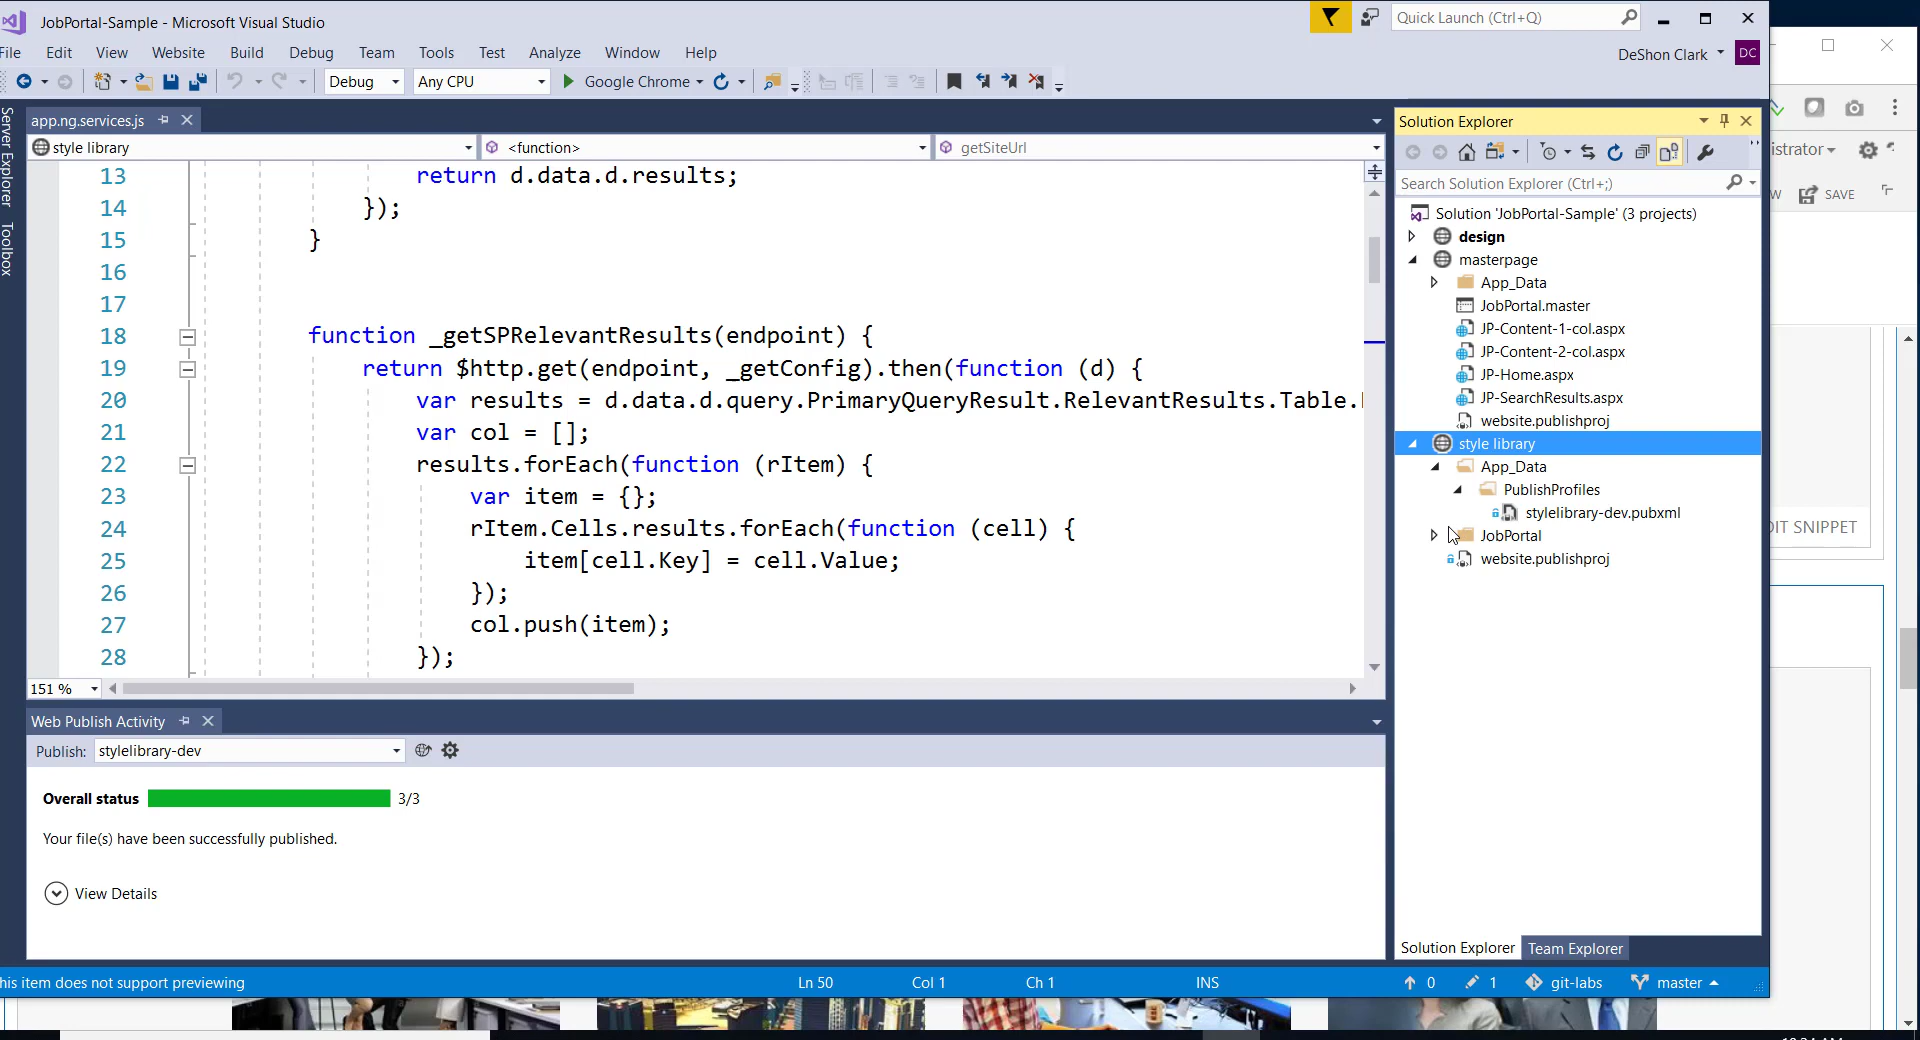 JobPortal-Sample - Microsoft Visual Studio
Quick Launch (Ctrl+Q)
File Edit View Website Build Debug Team Tools Test Analyze Window Help
DeShon Clark DC
Debug Any CPU Google Chrome
Server Explorer
Toolbox
app.ng.services.js
style library <function> getSiteUrl
13 return d.data.d.results;
14 });
15 }
16
17
18 function _getSPRelevantResults(endpoint) {
19 return $http.get(endpoint, _getConfig).then(function (d) {
20 var results = d.data.d.query.PrimaryQueryResult.RelevantResults.Table.
21 var col = [];
22 results.forEach(function (rItem) {
23 var item = {};
24 rItem.Cells.results.forEach(function (cell) {
25 item[cell.Key] = cell.Value;
26 });
27 col.push(item);
28 });
151 %
Web Publish Activity
Publish: stylelibrary-dev
Overall status 3/3
Your file(s) have been successfully published.
View Details
Solution Explorer
Search Solution Explorer (Ctrl+;)
Solution 'JobPortal-Sample' (3 projects)
design
masterpage
App_Data
JobPortal.master
JP-Content-1-col.aspx
JP-Content-2-col.aspx
JP-Home.aspx
JP-SearchResults.aspx
website.publishproj
style library
App_Data
PublishProfiles
stylelibrary-dev.pubxml
JobPortal
website.publishproj
Solution Explorer Team Explorer
his item does not support previewing Ln 50 Col 1 Ch 1 INS 0 1 git-labs master
istrator
W SAVE
DIT SNIPPET